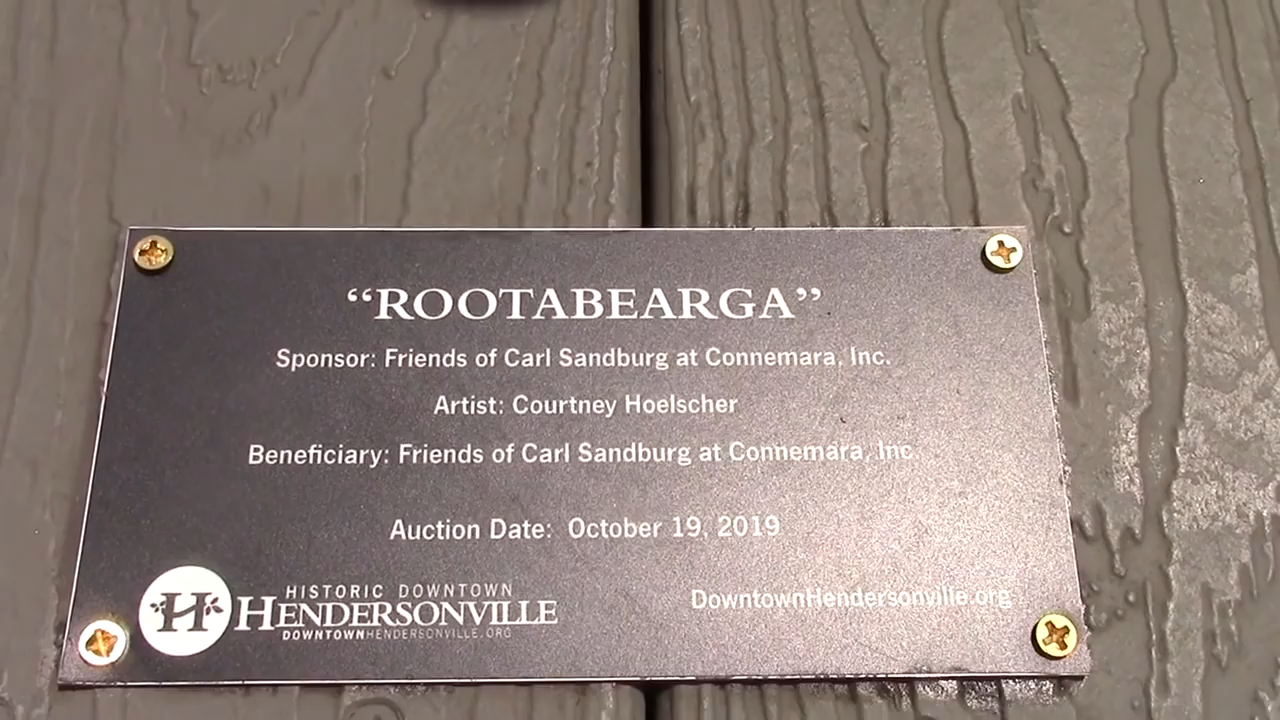 “ROOTABEARGA”
Sponsor: Friends of Carl Sandburg at Connemara, Inc.
Artist: Courtney Hoelscher
Beneficiary: Friends of Carl Sandburg at Connemara, Inc.
Auction Date: October 19, 2019
H
HISTORIC DOWNTOWN
HENDERSONVILLE
DOWNTOWNHENDERSONVILLE.ORG
DowntownHendersonville.org